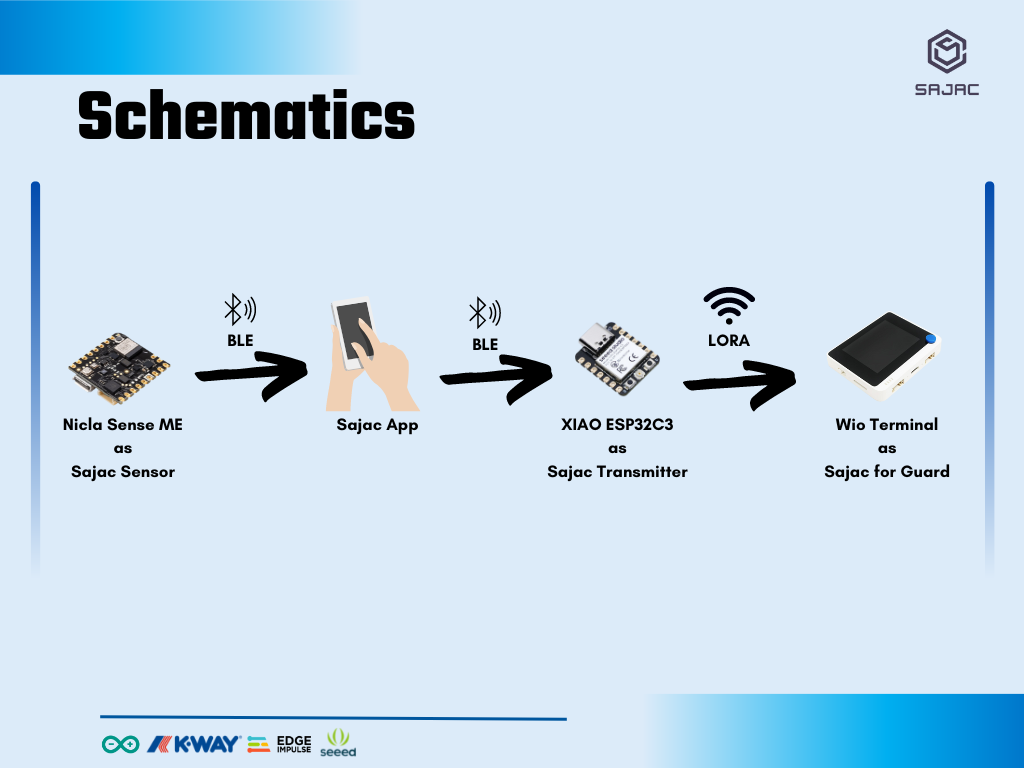 SAJAC
Schematics
BLE
BLE
LORA
Nicla Sense ME
as
Sajac Sensor
Sajac App
XIAO ESP32C3
as
Sajac Transmitter
Wio Terminal
as
Sajac for Guard
K-WAY
EDGE
IMPULSE
seeed